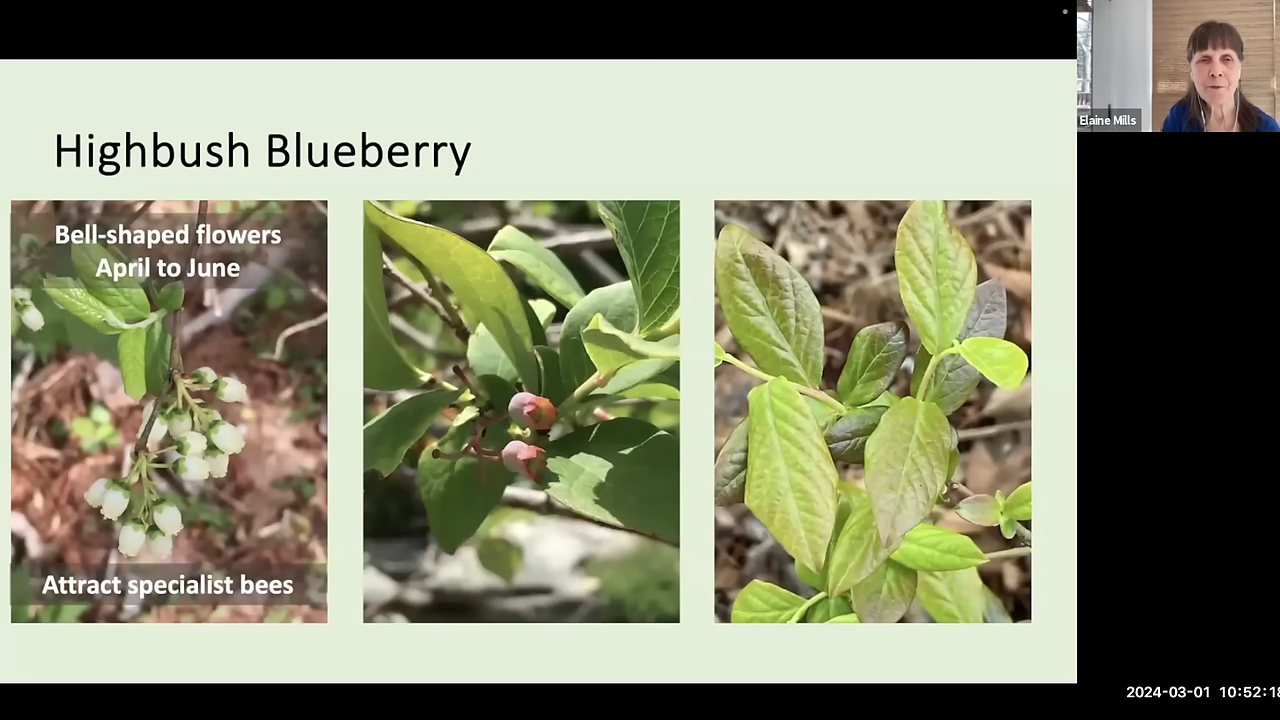 Highbush Blueberry
Bell-shaped flowers
April to June
Attract specialist bees
Elaine Mills
2024-03-01 10:52:18